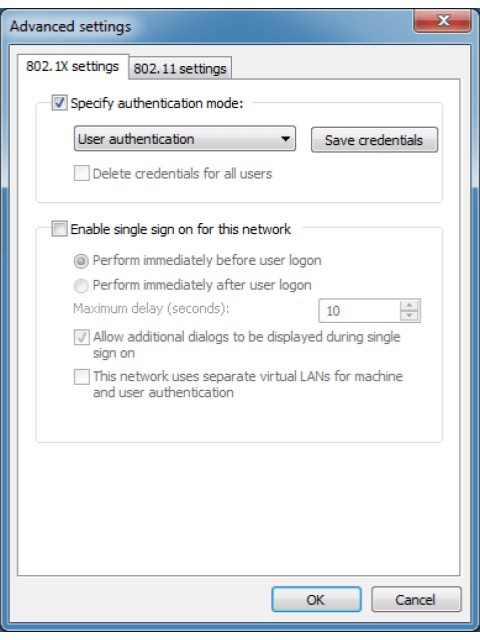 Advanced settings
802.1X settings
802.11 settings
Specify authentication mode:
User authentication
Save credentials
Delete credentials for all users
Enable single sign on for this network
Perform immediately before user logon
Perform immediately after user logon
Maximum delay (seconds):
10
Allow additional dialogs to be displayed during single
sign on
This network uses separate virtual LANs for machine
and user authentication
OK
Cancel